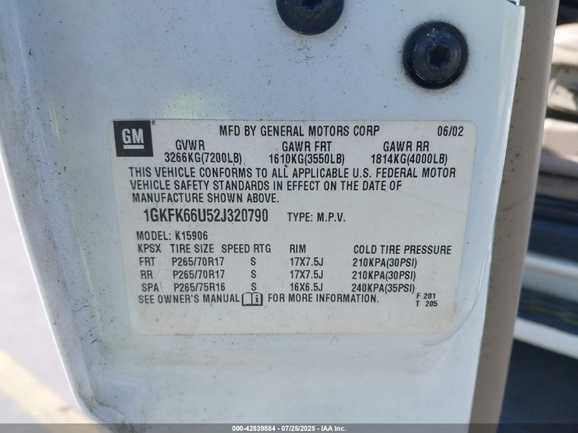 GM
MFD BY GENERAL MOTORS CORP 06/02
GVWR GAWR FRT GAWR RR
3266KG(7200LB) 1610KG(3550LB) 1814KG(4000LB)
THIS VEHICLE CONFORMS TO ALL APPLICABLE U.S. FEDERAL MOTOR
VEHICLE SAFETY STANDARDS IN EFFECT ON THE DATE OF
MANUFACTURE SHOWN ABOVE.
1GKFK66U52J320790 TYPE: M.P.V.
MODEL: K15906
KPSX TIRE SIZE SPEED RTG RIM COLD TIRE PRESSURE
FRT P265/70R17 S 17X7.5J 210KPA(30PSI)
RR P265/70R17 S 17X7.5J 210KPA(30PSI)
SPA P265/75R16 S 16X6.5J 240KPA(35PSI)
SEE OWNER'S MANUAL FOR MORE INFORMATION. F 201
T 205
000-42839884 - 07/25/2025 - IAA Inc.